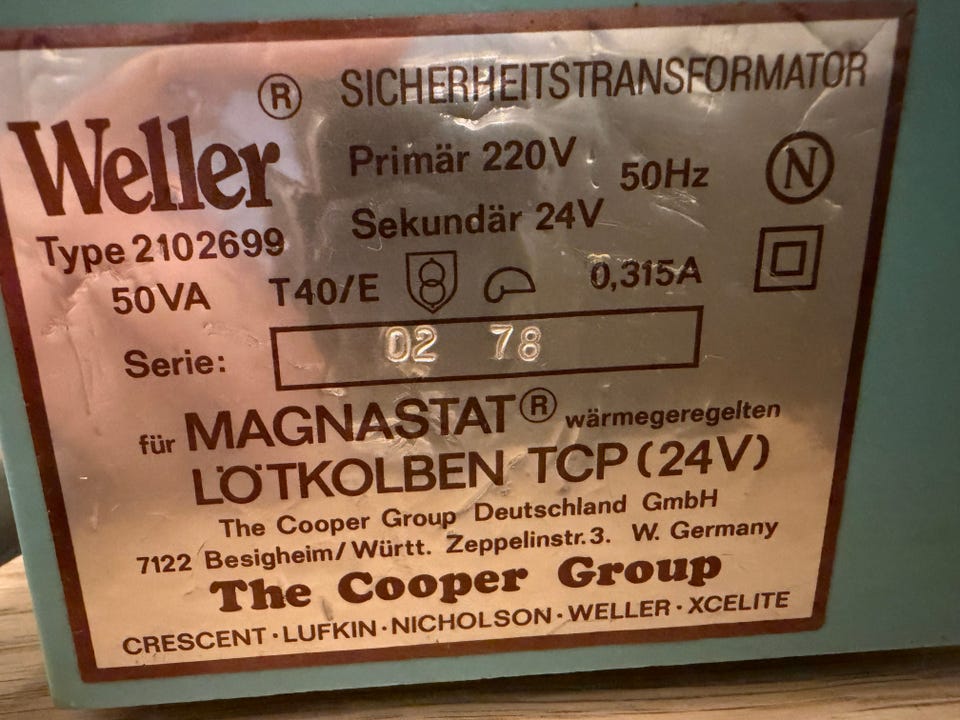 ® SICHERHEITSTRANSFORMATOR
Weller Primär 220V 50Hz N
Sekundär 24V
Type 2102699
50VA T40/E 0,315A
Serie: 02 78
für MAGNASTAT® wärmegeregelten
LÖTKOLBEN TCP (24V)
The Cooper Group Deutschland GmbH
7122 Besigheim/Württ. Zeppelinstr.3. W. Germany
The Cooper Group
CRESCENT · LUFKIN · NICHOLSON · WELLER · XCELITE